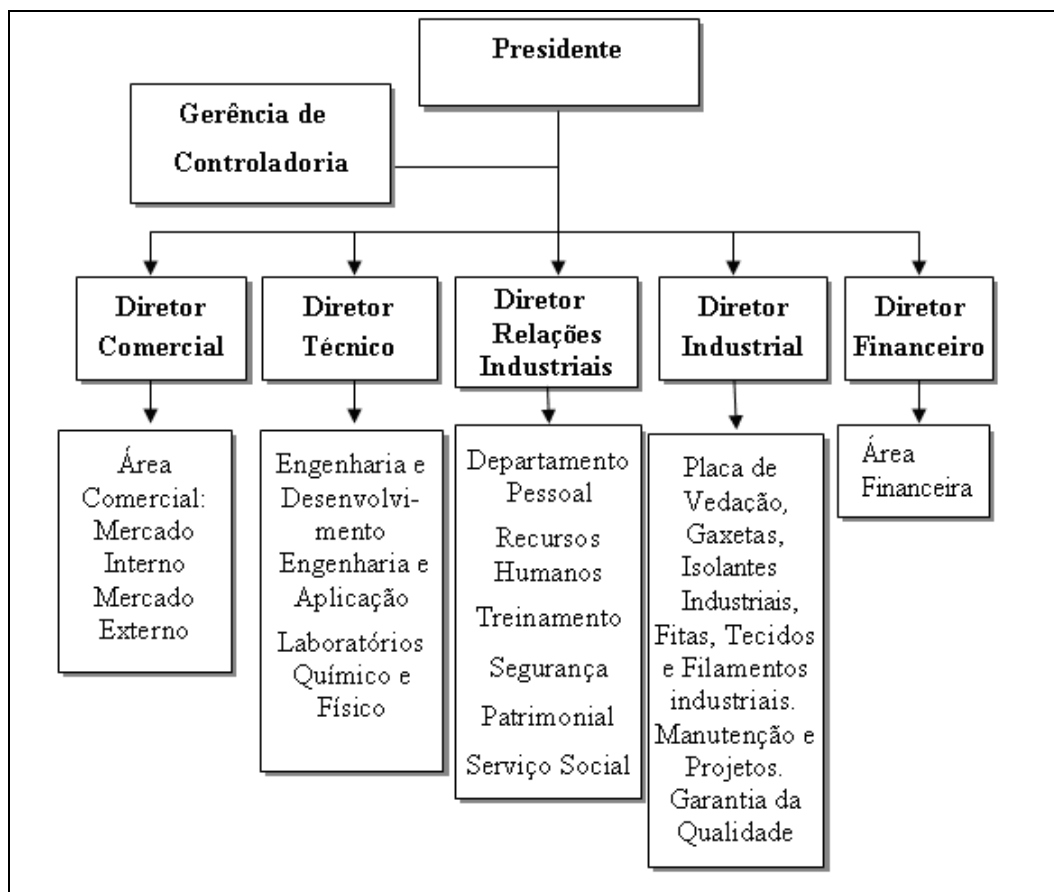 Presidente
Gerência de
Controladoria
Diretor
Comercial
Diretor
Técnico
Diretor
Relações
Industriais
Diretor
Industrial
Diretor
Financeiro
Área
Comercial:
Mercado
Interno
Mercado
Externo
Engenharia e
Desenvolvi-
mento
Engenharia e
Aplicação
Laboratórios
Químico e
Físico
Departamento
Pessoal
Recursos
Humanos
Treinamento
Segurança
Patrimonial
Serviço Social
Placa de
Vedação,
Gaxetas,
Isolantes
Industriais,
Fitas, Tecidos
e Filamentos
industriais.
Manutenção e
Projetos.
Garantia da
Qualidade
Área
Financeira